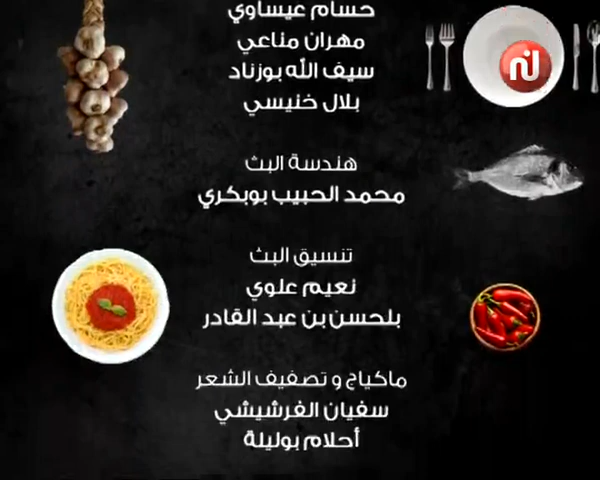 حسام عيساوي
مهران مناعي
سيف الله بوزناد
بلال خنيسي
هندسة البث
محمد الحبيب بوبكري
تنسيق البث
نعيم علوي
بلحسن بن عبد القادر
ماكياج و تصفيف الشعر
سفيان الفرشيشي
أحلام بوليلة